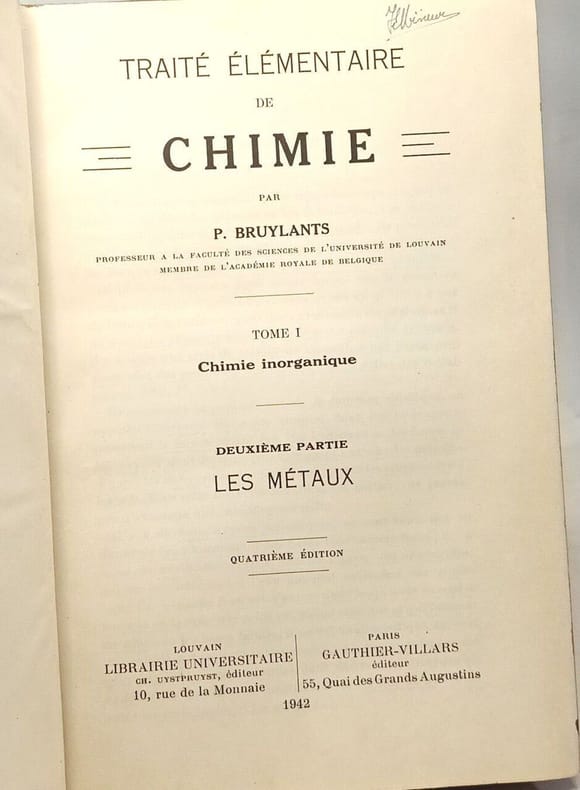 TRAITÉ ÉLÉMENTAIRE
DE
CHIMIE
PAR
P. BRUYLANTS
PROFESSEUR A LA FACULTÉ DES SCIENCES DE L'UNIVERSITÉ DE LOUVAIN
MEMBRE DE L'ACADÉMIE ROYALE DE BELGIQUE
TOME I
Chimie inorganique
DEUXIÈME PARTIE
LES MÉTAUX
QUATRIÈME ÉDITION
LOUVAIN
LIBRAIRIE UNIVERSITAIRE
CH. UYSTPRUYST, éditeur
10, rue de la Monnaie
PARIS
GAUTHIER-VILLARS
éditeur
55, Quai des Grands Augustins
1942